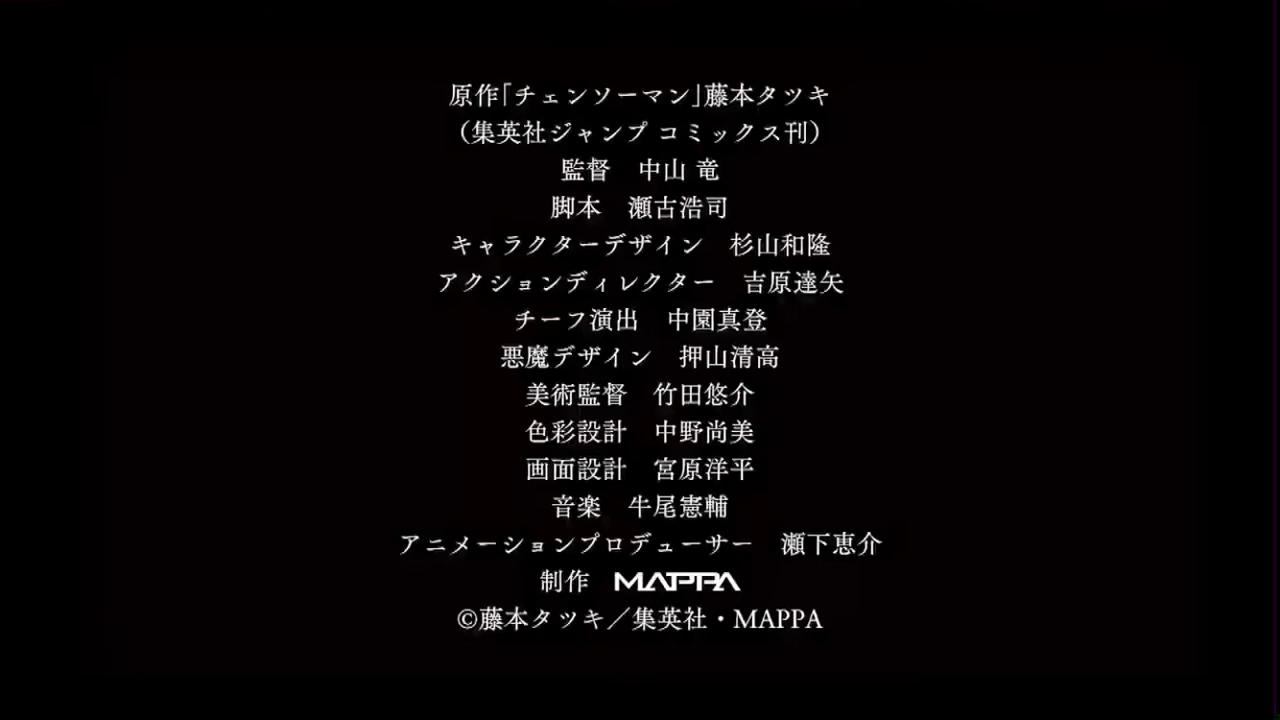 原作「チェンソーマン」藤本タツキ
（集英社ジャンプ コミックス刊）
監督　中山 竜
脚本　瀬古浩司
キャラクターデザイン　杉山和隆
アクションディレクター　吉原達矢
チーフ演出　中園真登
悪魔デザイン　押山清高
美術監督　竹田悠介
色彩設計　中野尚美
画面設計　宮原洋平
音楽　牛尾憲輔
アニメーションプロデューサー　瀬下恵介
制作　MAPPA
©藤本タツキ／集英社・MAPPA